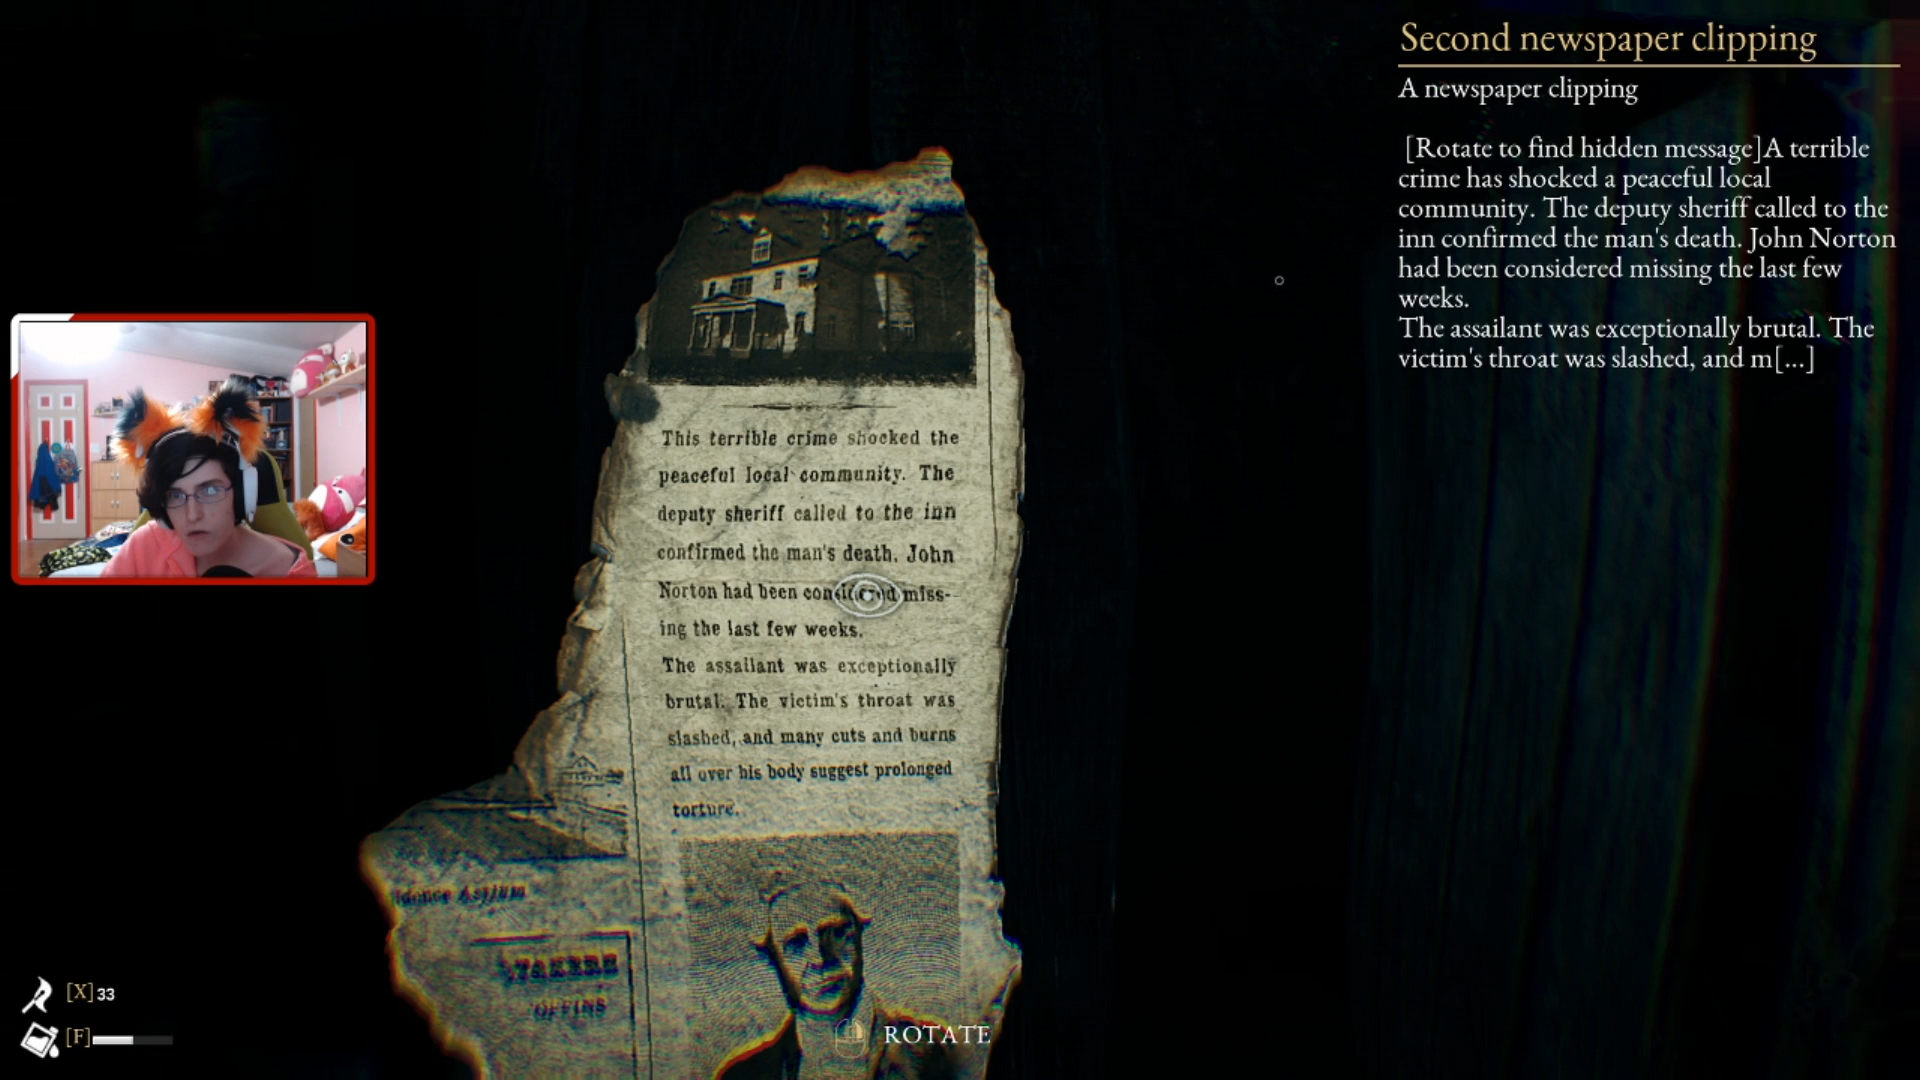 Second newspaper clipping
A newspaper clipping
[Rotate to find hidden message]A terrible
crime has shocked a peaceful local
community. The deputy sheriff called to the
inn confirmed the man's death. John Norton
had been considered missing the last few
weeks.
The assailant was exceptionally brutal. The
victim's throat was slashed, and m[...]
This terrible crime shocked the
peaceful local community. The
deputy sheriff called to the inn
confirmed the man's death. John
Norton had been considered miss-
ing the last few weeks.
The assailant was exceptionally
brutal. The victim's throat was
slashed, and many cuts and burns
all over his body suggest prolonged
torture.
Asylum
[X] 33
[F]
ROTATE